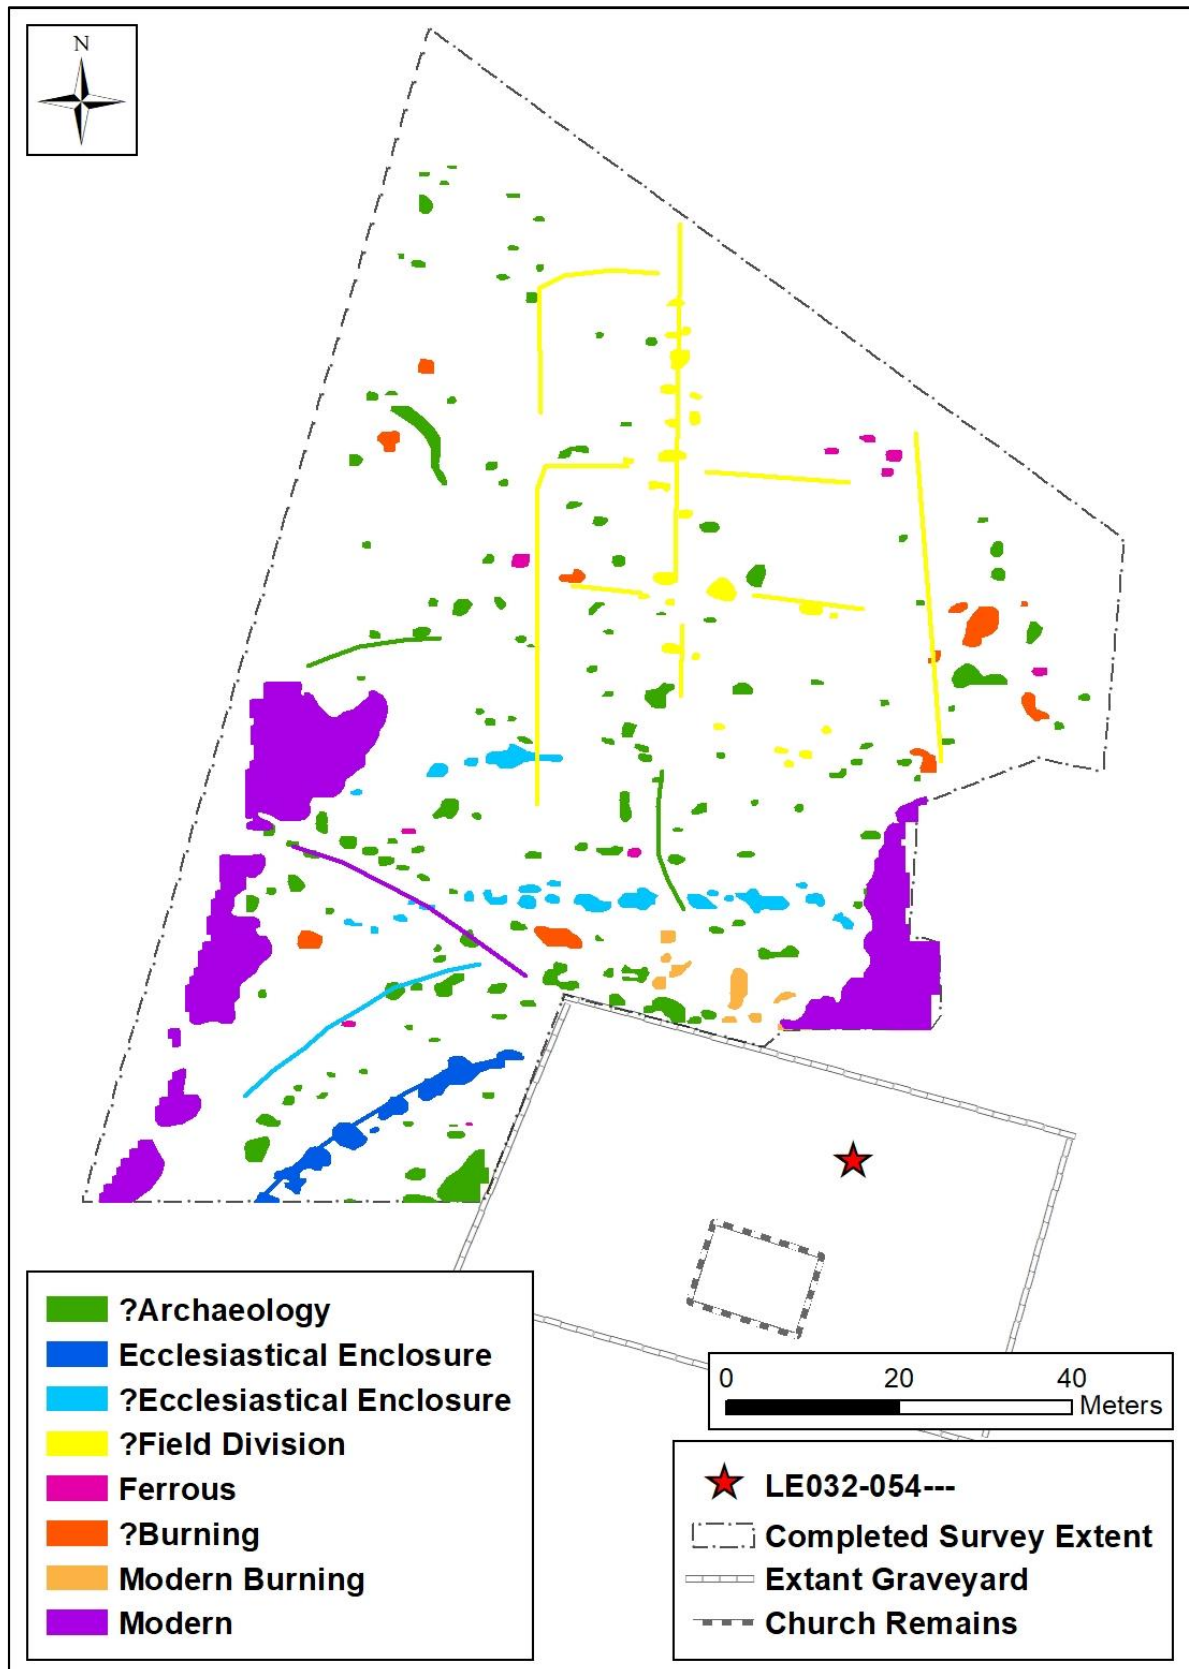 N
?Archaeology
Ecclesiastical Enclosure
?Ecclesiastical Enclosure
?Field Division
Ferrous
?Burning
Modern Burning
Modern
0 20 40
Meters
LE032-054---
Completed Survey Extent
Extant Graveyard
Church Remains